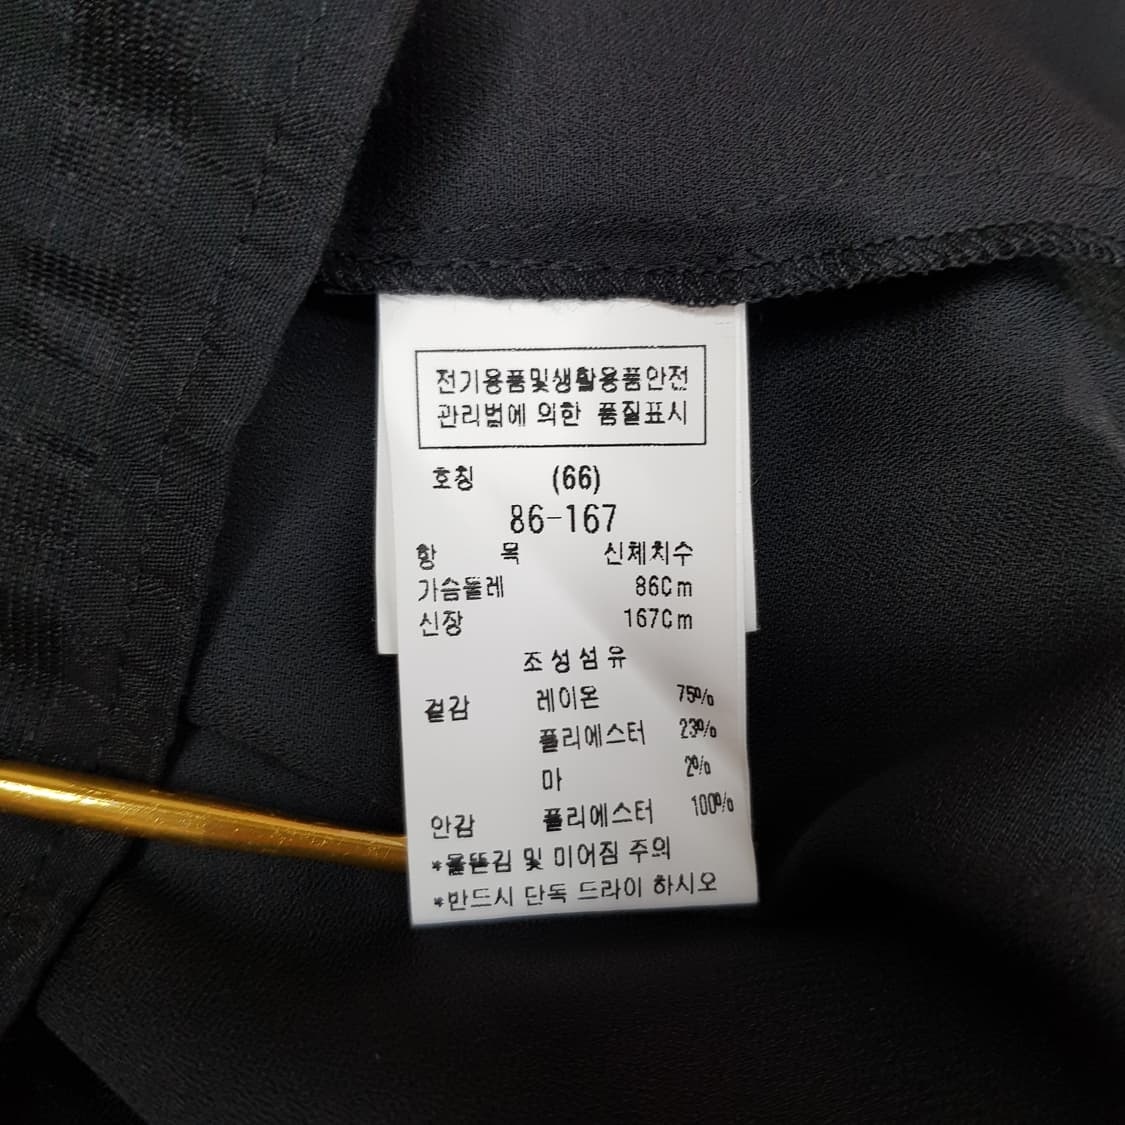 전기용품및생활용품안전
관리법에 의한 품질표시
호칭 (66)
86-167
항 목 신체치수
가슴둘레 86Cm
신장 167Cm
조성섬유
겉감 레이온 75%
폴리에스터 23%
마 2%
안감 폴리에스터 100%
*올뜯김 및 미어짐 주의
*반드시 단독 드라이 하시오